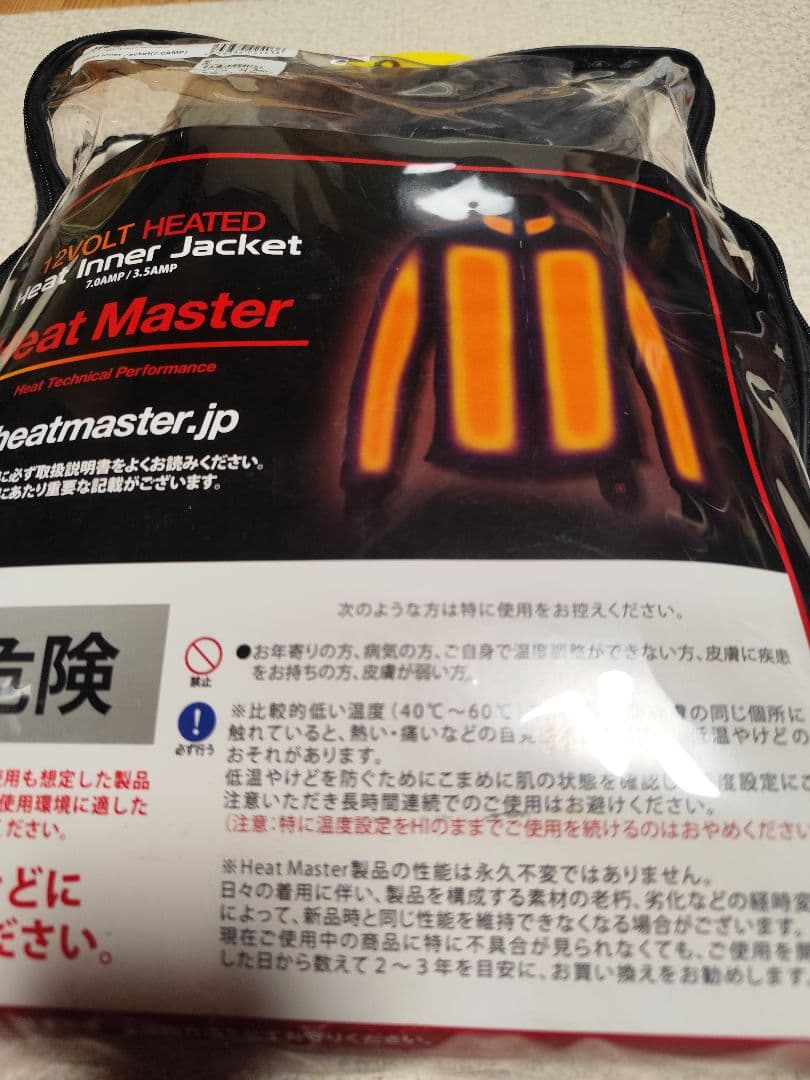 12VOLT HEATED
Heat Inner Jacket
7.0AMP / 3.5AMP
eat Master
Heat Technical Performance
heatmaster.jp
に必ず取扱説明書をよくお読みください。
にあたり重要な記載がございます。
危険
用も想定した製品
使用環境に適した
ください。
どに
ださい。
次のような方は特に使用をお控えください。
禁止
●お年寄りの方、病気の方、ご自身で温度調整ができない方、皮膚に疾患
をお持ちの方、皮膚が弱い方。
必ず行う
※比較的低い温度(40℃〜60℃) の同じ個所に
触れていると、熱い・痛いなどの自覚 低温やけどの
おそれがあります。
低温やけどを防ぐためにこまめに肌の状態を確認し 度設定にご
注意いただき長時間連続でのご使用はお避けください。
(注意:特に温度設定をHIのままでご使用を続けるのはおやめください
※Heat Master製品の性能は永久不変ではありません。
日々の着用に伴い、製品を構成する素材の老朽、劣化などの経時変
によって、新品時と同じ性能を維持できなくなる場合がございます。
現在ご使用中の商品に特に不具合が見られなくても、ご使用を開
した日から数えて2〜3年を目安に、お買い換えをお勧めします。